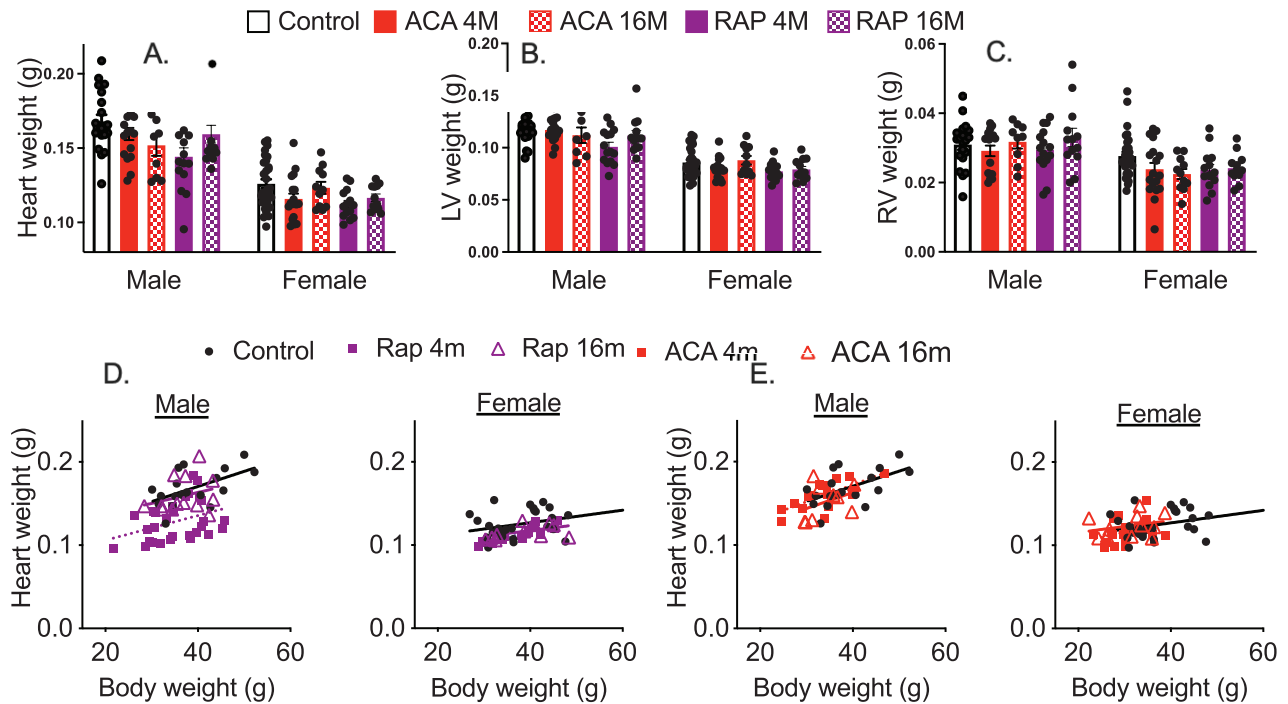 Control ACA 4M ACA 16M RAP 4M RAP 16M
A. B. C.
Heart weight (g)
0.20
0.15
0.10
Male Female
LV weight (g)
0.20
0.15
0.10
0.05
0.00
Male Female
RV weight (g)
0.06
0.04
0.02
0.00
Male Female
Control Rap 4m Rap 16m ACA 4m ACA 16m
D. E.
Male
Heart weight (g)
0.2
0.1
0.0
20 40 60
Body weight (g)
Female
0.2
0.1
0.0
20 40 60
Body weight (g)
Male
Heart weight (g)
0.2
0.1
0.0
20 40 60
Body weight (g)
Female
0.2
0.1
0.0
20 40 60
Body weight (g)